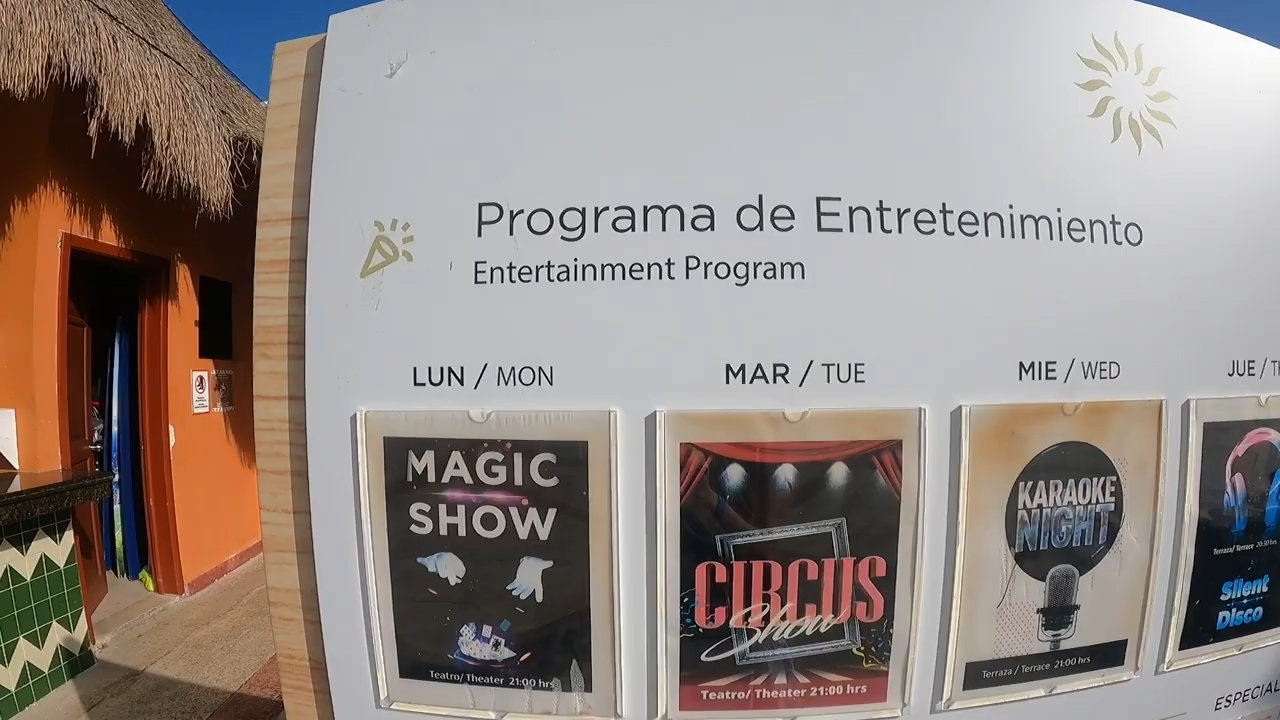 Programa de Entretenimiento
Entertainment Program
LUN / MON
MAR / TUE
MIE / WED
JUE /
MAGIC
SHOW
Teatro/ Theater 21:00 hrs
CIRCUS
Show
Teatro/ Theater 21:00 hrs
KARAOKE
NIGHT
Terraza / Terrace 21:00 hrs
Terraza/ Terrace 20:30 hrs
Silent
Disco